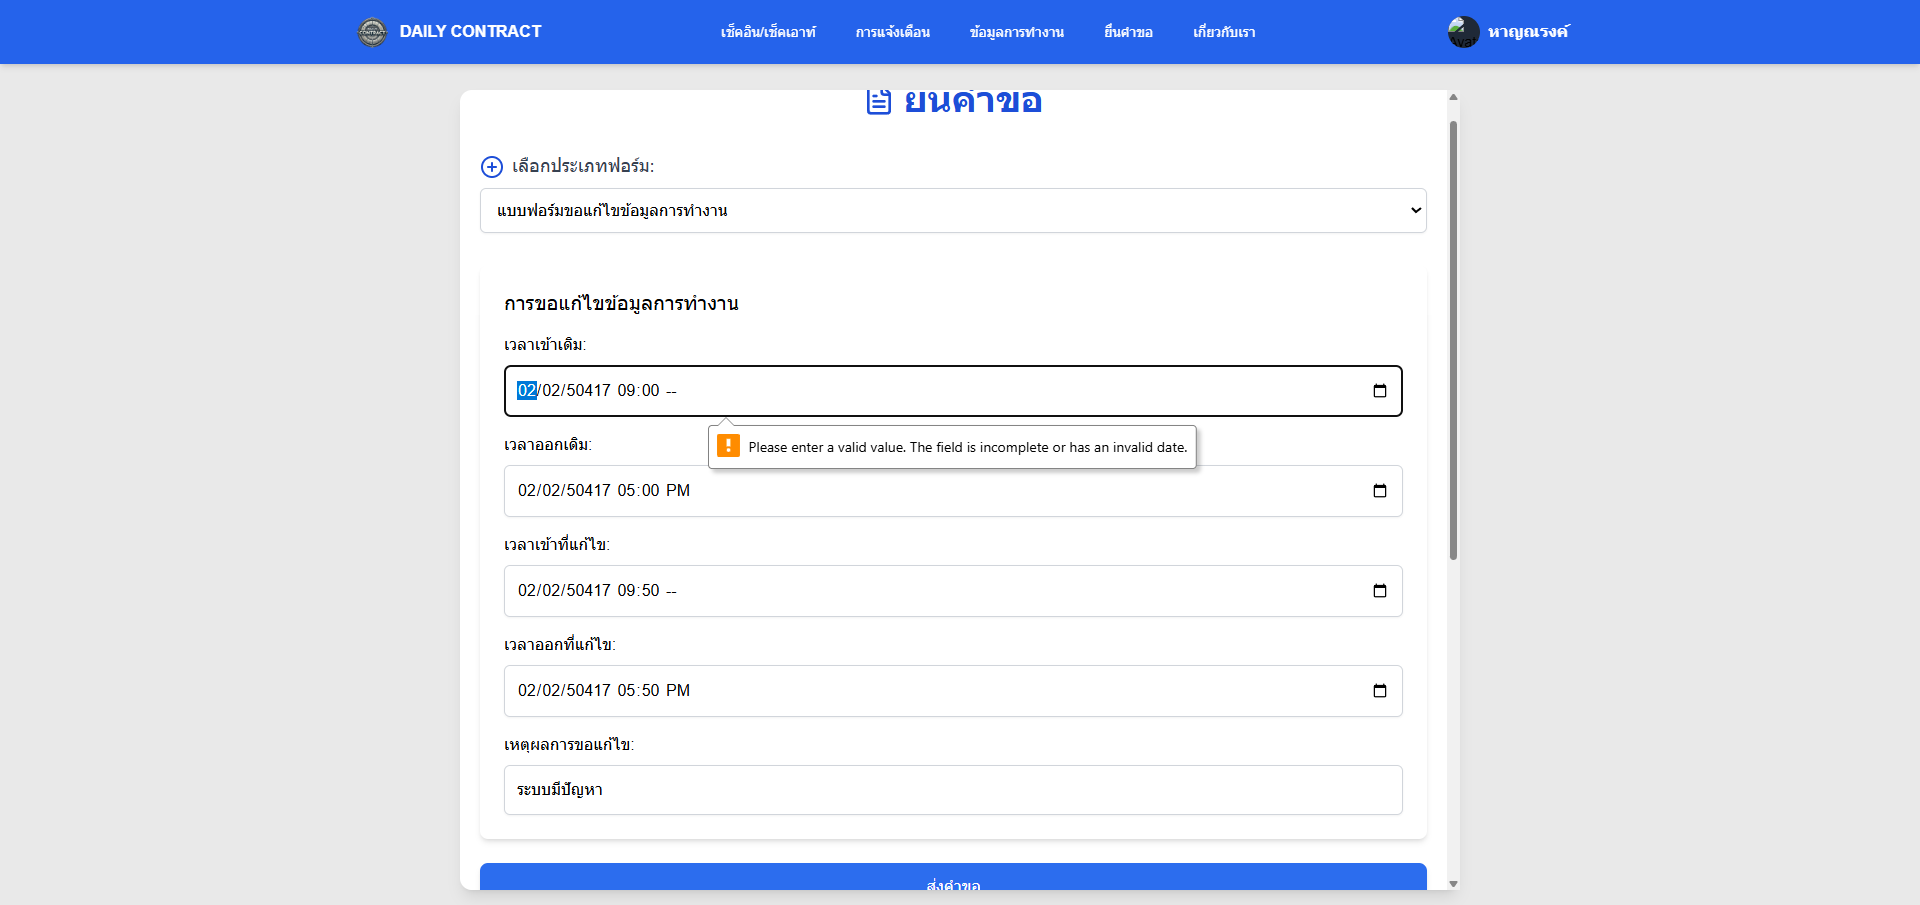 DAILY CONTRACT
เช็คอิน/เช็คเอาท์
การแจ้งเตือน
ข้อมูลการทำงาน
ยื่นคำขอ
เกี่ยวกับเรา
หาญณรงค์
ยื่นคำขอ
เลือกประเภทฟอร์ม:
แบบฟอร์มขอแก้ไขข้อมูลการทำงาน
การขอแก้ไขข้อมูลการทำงาน
เวลาเข้าเดิม:
02/02/50417 09:00 --
Please enter a valid value. The field is incomplete or has an invalid date.
เวลาออกเดิม:
02/02/50417 05:00 PM
เวลาเข้าที่แก้ไข:
02/02/50417 09:50 --
เวลาออกที่แก้ไข:
02/02/50417 05:50 PM
เหตุผลการขอแก้ไข:
ระบบมีปัญหา
ส่งคำขอ